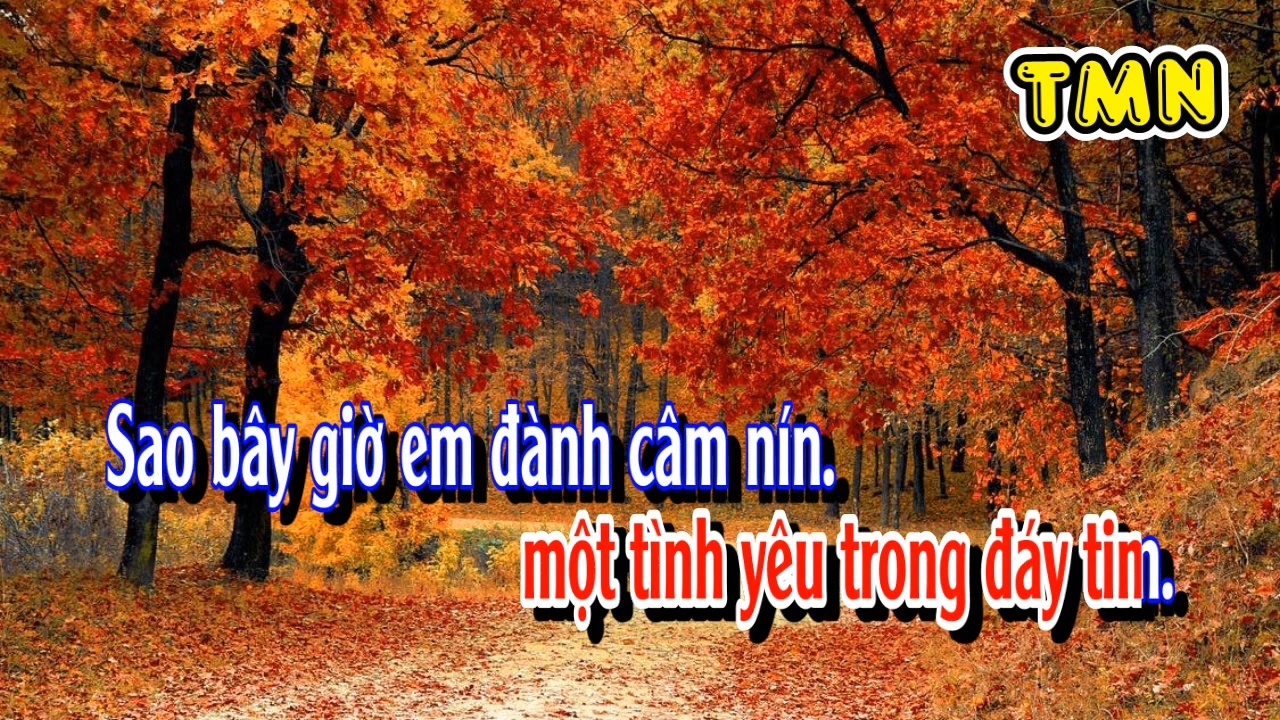 TMN
Sao bây giờ em đành câm nín.
một tình yêu trong đáy tim.